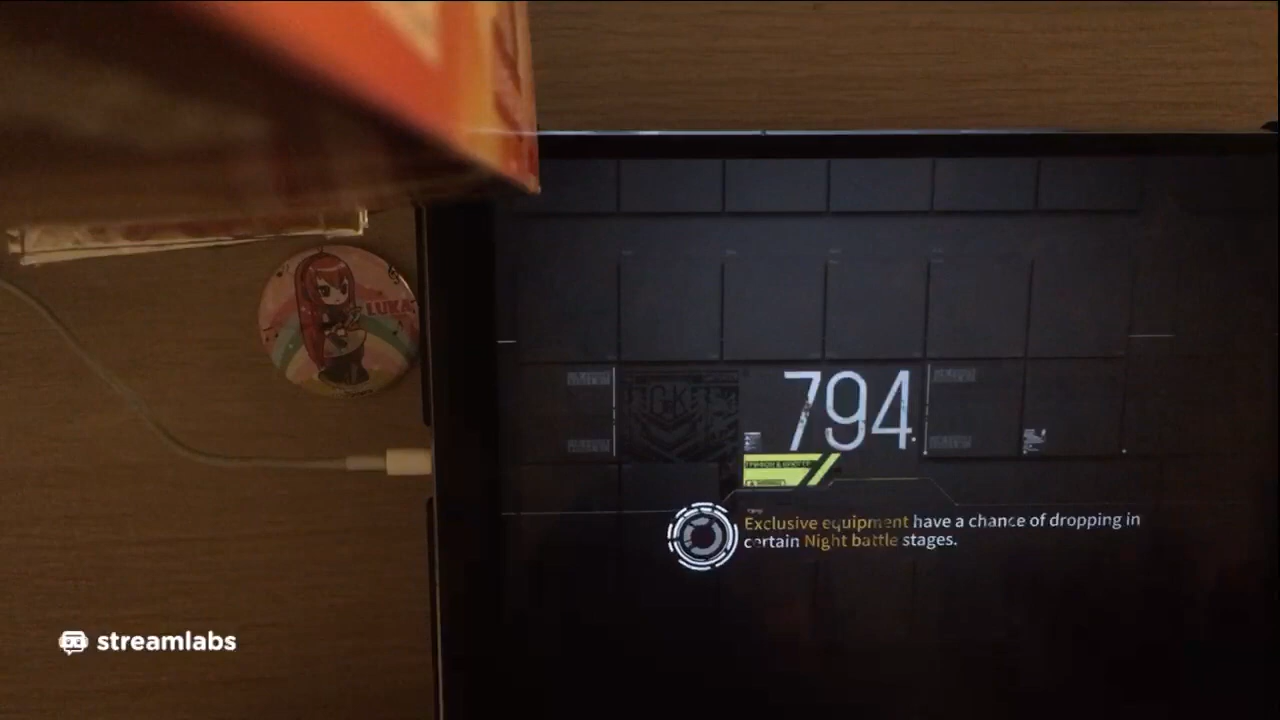 LUKA
G&K
794
Exclusive equipment have a chance of dropping in
certain Night battle stages.
streamlabs